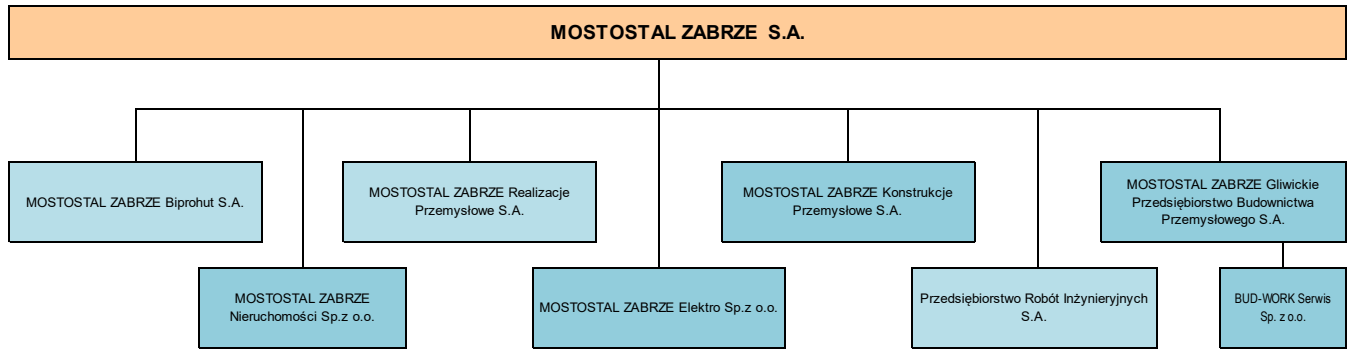 MOSTOSTAL ZABRZE  S.A.
MOSTOSTAL ZABRZE Biprohut S.A.
MOSTOSTAL ZABRZE Realizacje
Przemysłowe S.A.
MOSTOSTAL ZABRZE Konstrukcje
Przemysłowe S.A.
MOSTOSTAL ZABRZE Gliwickie
Przedsiębiorstwo Budownictwa
Przemysłowego S.A.
MOSTOSTAL ZABRZE
Nieruchomości Sp.z o.o.
MOSTOSTAL ZABRZE Elektro Sp.z o.o.
Przedsiębiorstwo Robót Inżynieryjnych
S.A.
BUD-WORK Serwis
Sp. z o.o.